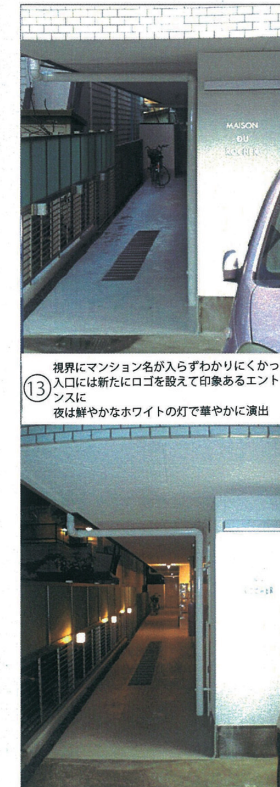 MAISON
DU
視界にマンション名が入らずわかりにくかっ
⑬
入口には新たにロゴを設えて印象あるエント
ンスに
夜は鮮やかなホワイトの灯で華やかに演出